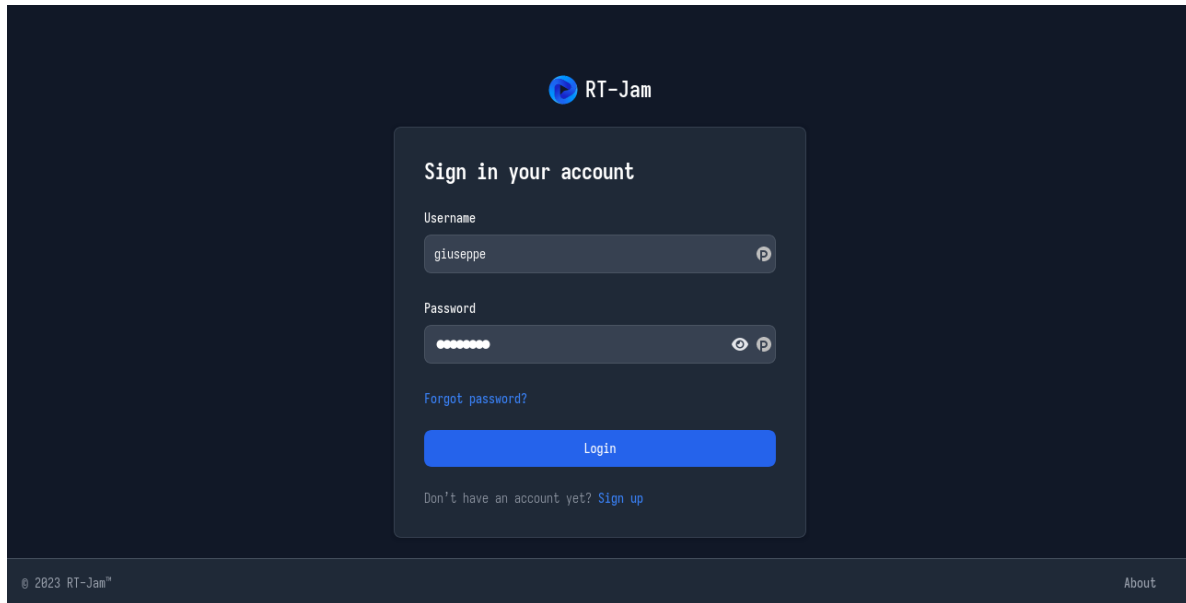 RT-Jam
Sign in your account
Username
giuseppe
Password
Forgot password?
Login
Don't have an account yet? Sign up
© 2023 RT-Jam™
About